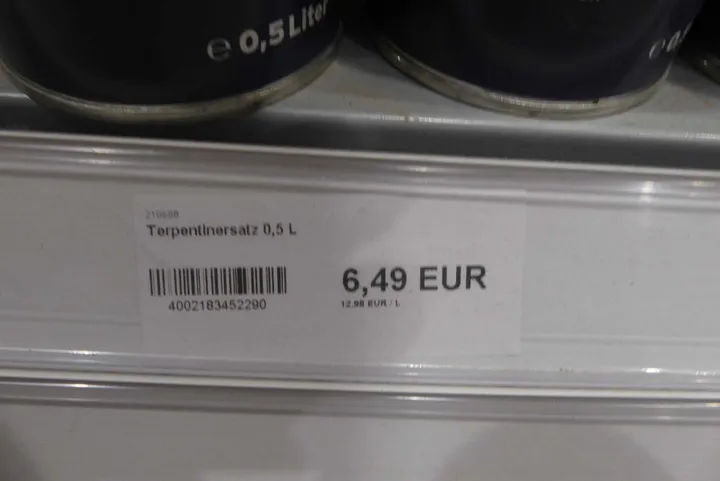 ℮ 0,5 Liter
Terpentinersatz 0,5 L
4002183452290
6,49 EUR
12.98 EUR / L